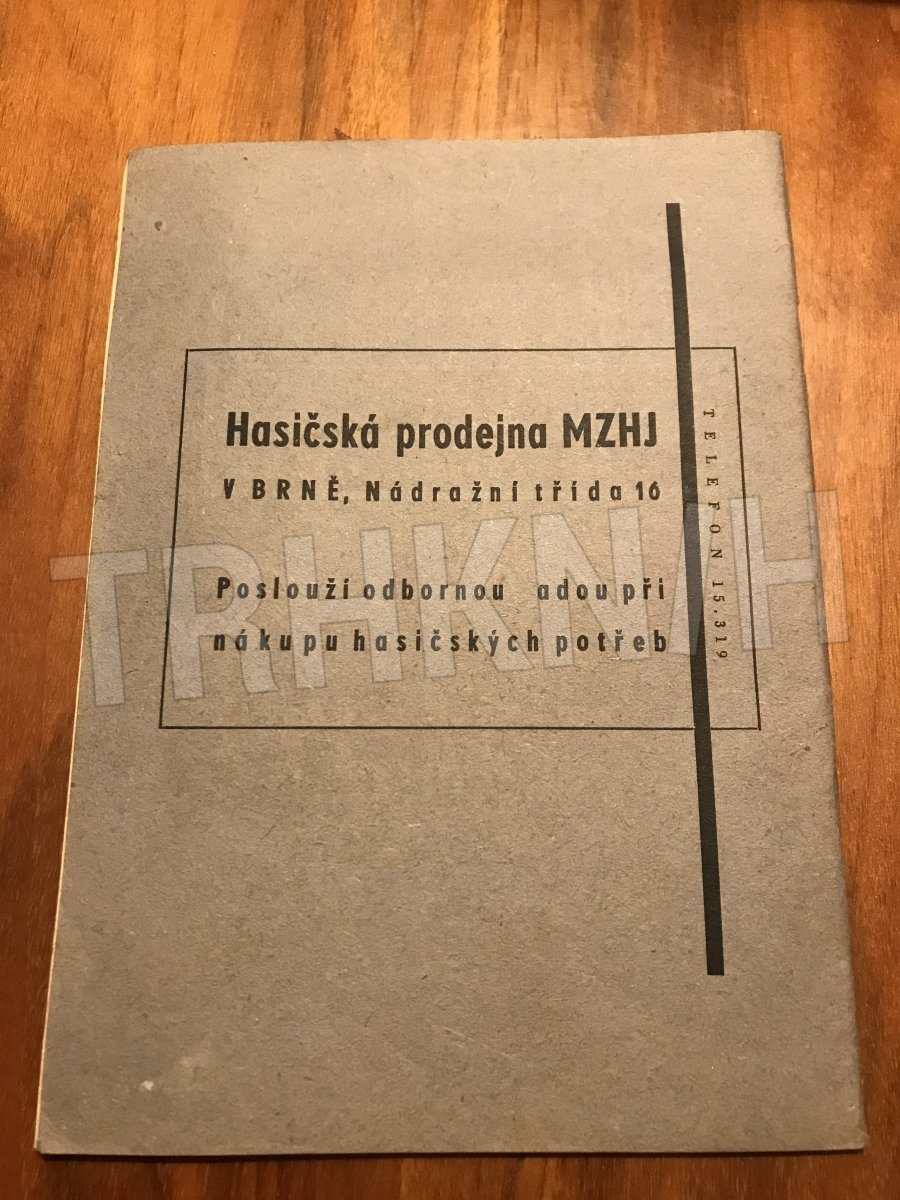 Hasičská prodejna MZHJ
V BRNĚ, Nádražní třída 16
Poslouží odbornou adou při
nákupu hasičských potřeb
TELEFON 15.319
TRHKNIH